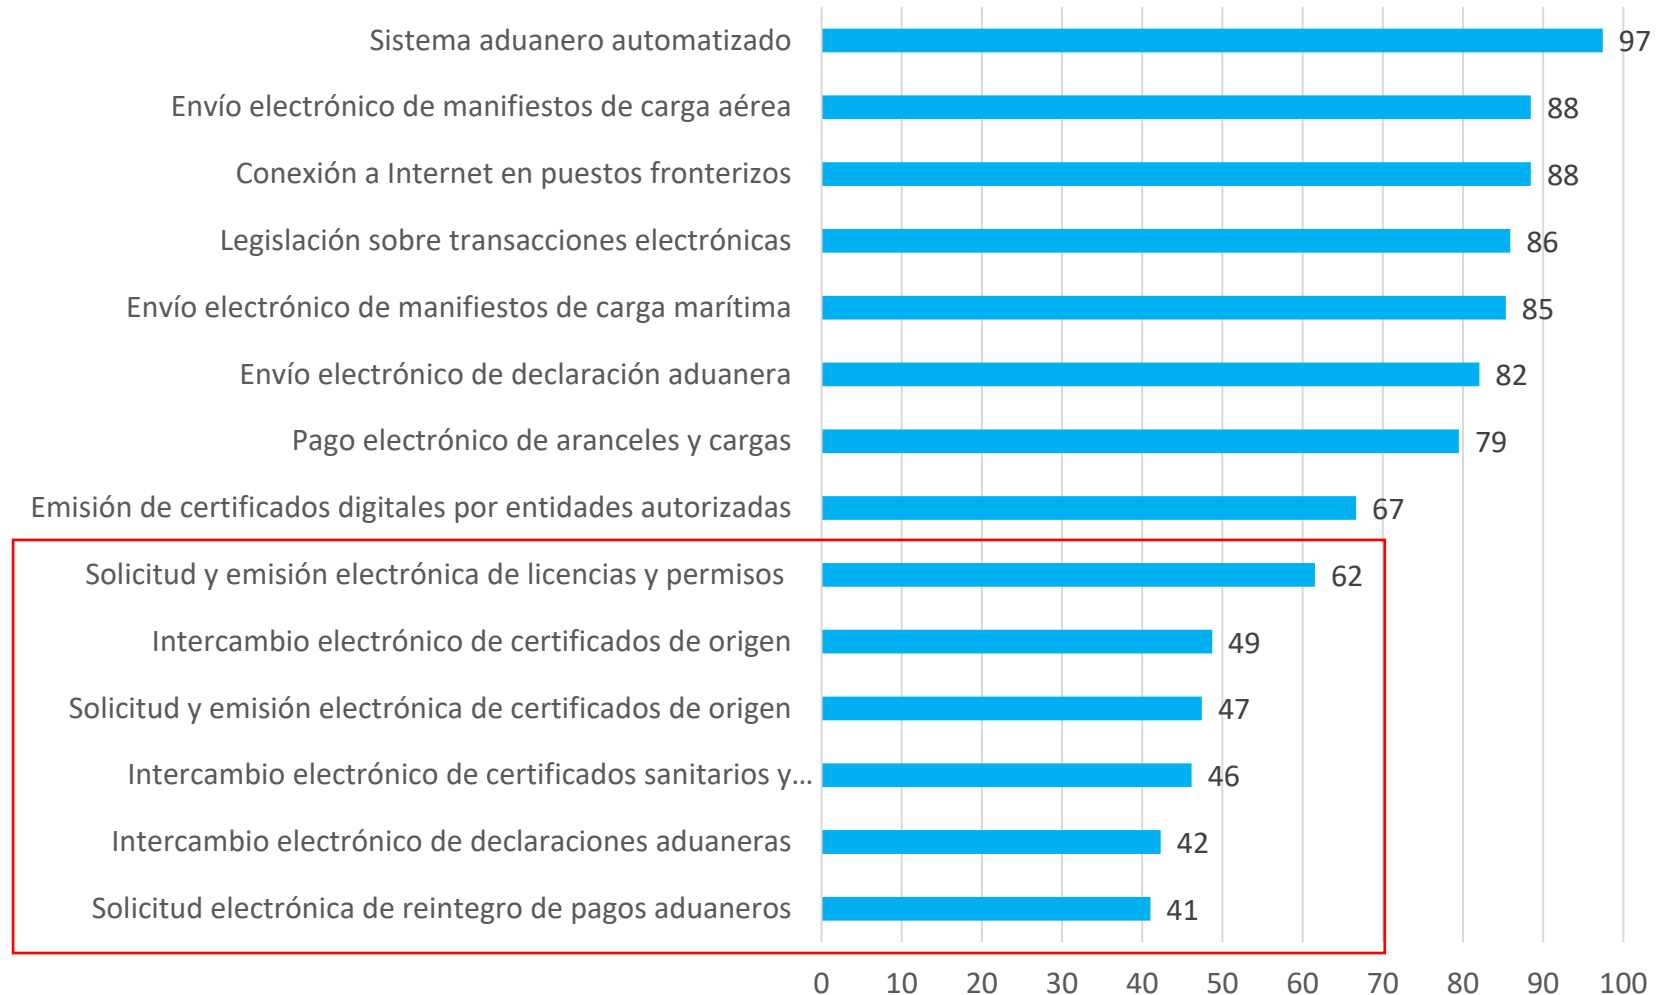 Sistema aduanero automatizado 97
Envío electrónico de manifiestos de carga aérea 88
Conexión a Internet en puestos fronterizos 88
Legislación sobre transacciones electrónicas 86
Envío electrónico de manifiestos de carga marítima 85
Envío electrónico de declaración aduanera 82
Pago electrónico de aranceles y cargas 79
Emisión de certificados digitales por entidades autorizadas 67
Solicitud y emisión electrónica de licencias y permisos 62
Intercambio electrónico de certificados de origen 49
Solicitud y emisión electrónica de certificados de origen 47
Intercambio electrónico de certificados sanitarios y... 46
Intercambio electrónico de declaraciones aduaneras 42
Solicitud electrónica de reintegro de pagos aduaneros 41
0 10 20 30 40 50 60 70 80 90 100